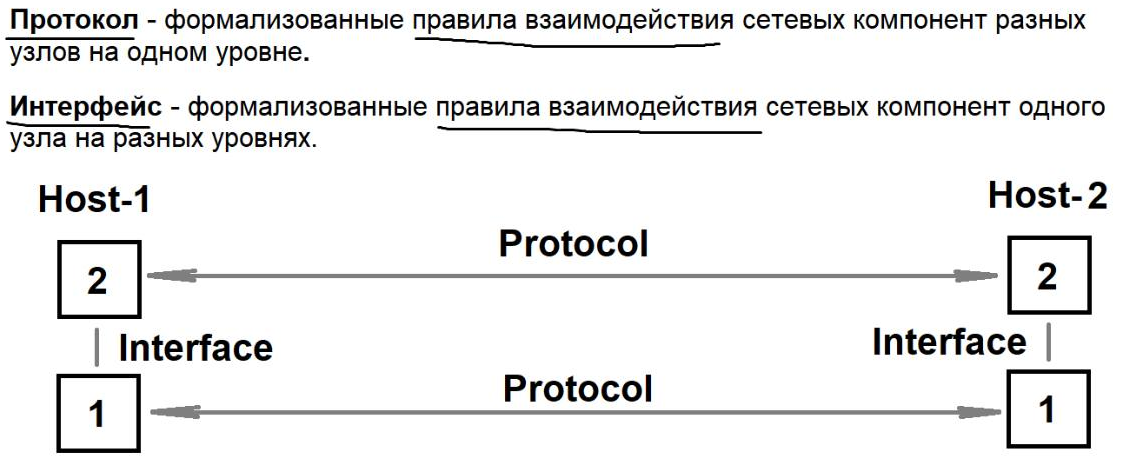 Протокол - формализованные правила взаимодействия сетевых компонент разных
узлов на одном уровне.
Интерфейс - формализованные правила взаимодействия сетевых компонент одного
узла на разных уровнях.
Host-1
Host-2
Protocol
2
2
Interface
Interface
Protocol
1
1